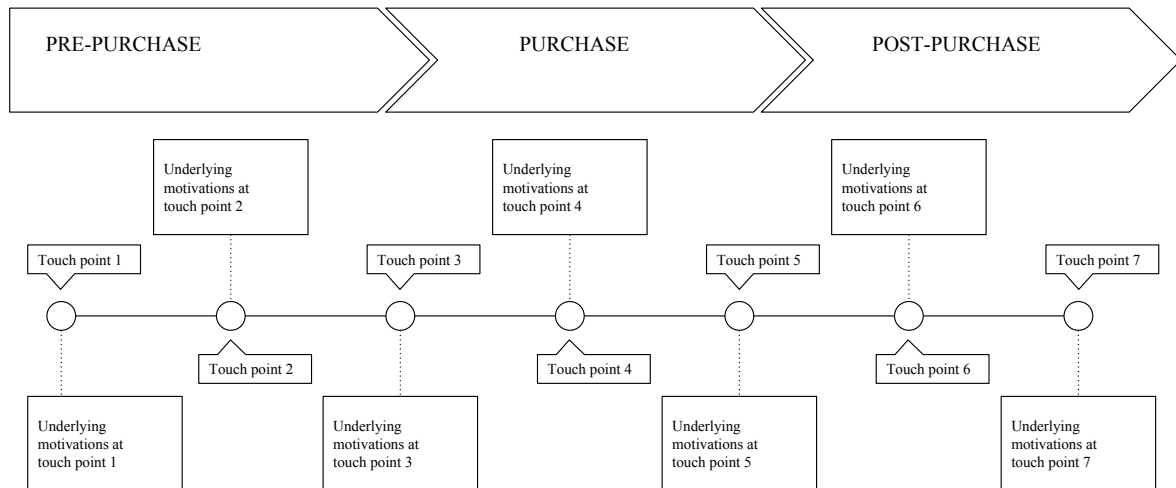 PRE-PURCHASE
PURCHASE
POST-PURCHASE
Underlying
motivations at
touch point 2
Underlying
motivations at
touch point 4
Underlying
motivations at
touch point 6
Touch point 1
Touch point 3
Touch point 5
Touch point 7
Touch point 2
Touch point 4
Touch point 6
Underlying
motivations at
touch point 1
Underlying
motivations at
touch point 3
Underlying
motivations at
touch point 5
Underlying
motivations at
touch point 7